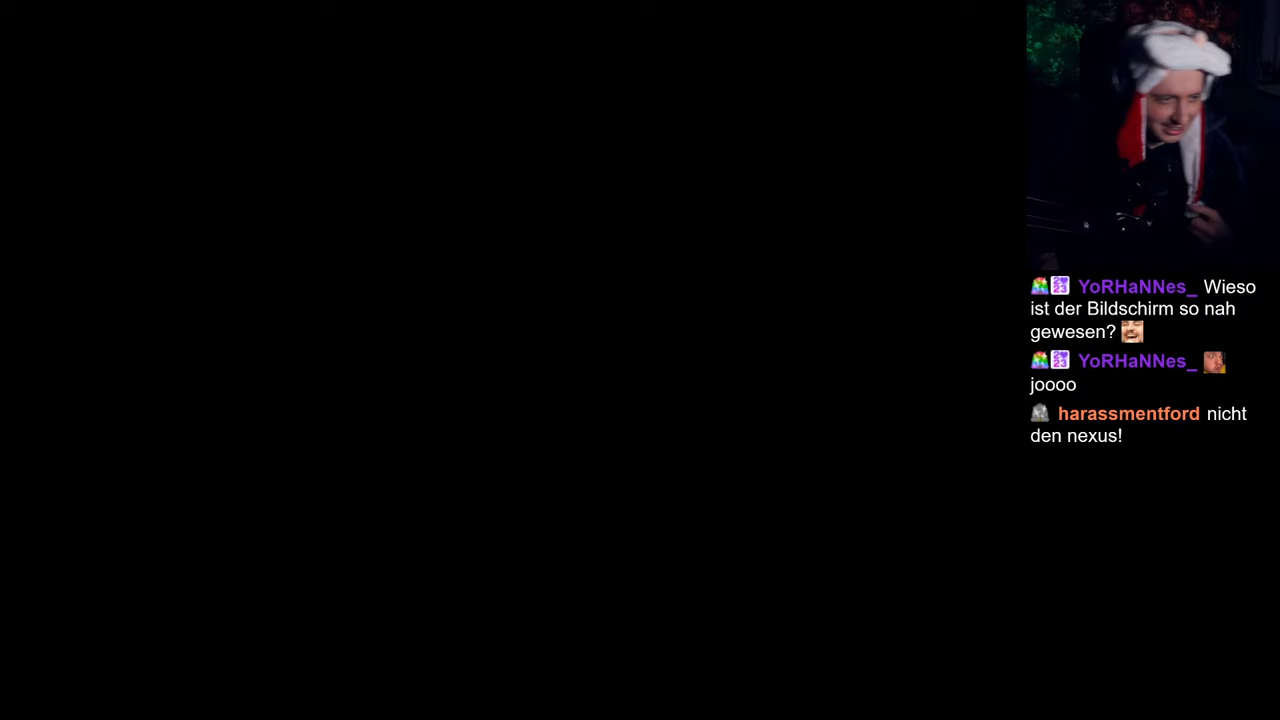 YoRHaNNes_ Wieso
ist der Bildschirm so nah
gewesen?
YoRHaNNes_
joooo
harassmentford nicht
den nexus!